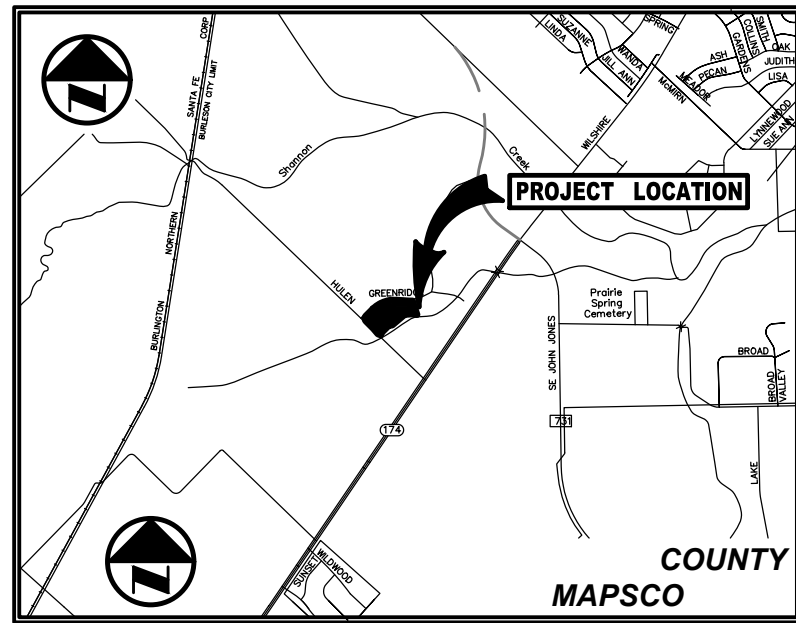 SPRING
SMITH
COLLINS
GARDENS
SUZANNE
LINDA
WANDA
JILL ANN
ASH
OAK
JUDITH
PECAN
LISA
MEADOR
McMIRN
LYNNEWOOD
SUE ANN
CORP
SANTA FE
BURLESON CITY LIMIT
WILSHIRE
Shannon
Creek
PROJECT LOCATION
NORTHERN
HULEN
Prairie
Spring
Cemetery
BURLINGTON
SE JOHN JONES
BROAD
BROAD
VALLEY
174
731
LAKE
WILDWOOD
SUNSET
COUNTY
MAPSCO